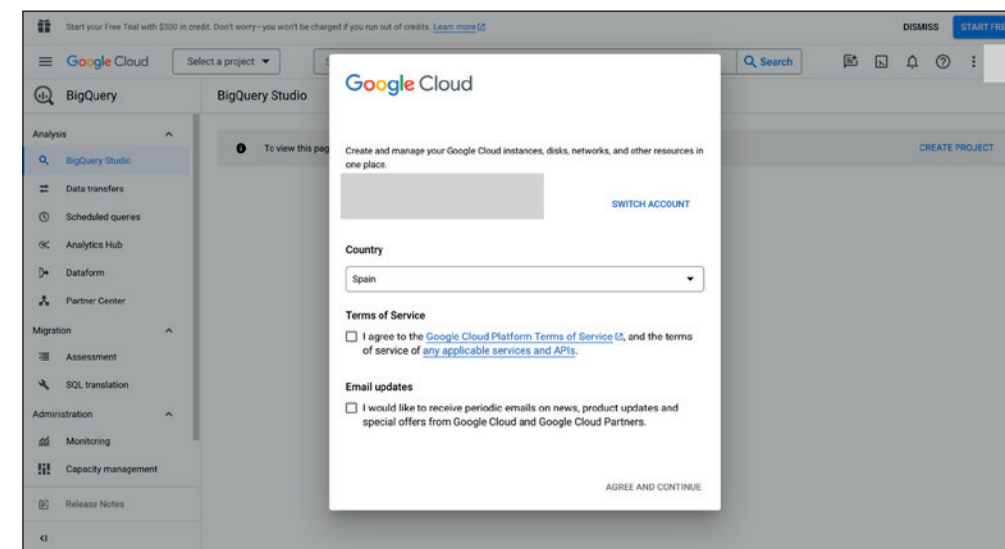 Start your Free Trial with $300 in credit. Don't worry—you won't be charged if you run out of credits. Learn more
DISMISS
START FREE
Google Cloud
Select a project
Search
BigQuery
BigQuery Studio
Analysis
BigQuery Studio
Data transfers
Scheduled queries
Analytics Hub
Dataform
Partner Center
Migration
Assessment
SQL translation
Administration
Monitoring
Capacity management
Release Notes
To view this pag
CREATE PROJECT
Google Cloud
Create and manage your Google Cloud instances, disks, networks, and other resources in
one place.
SWITCH ACCOUNT
Country
Spain
Terms of Service
I agree to the Google Cloud Platform Terms of Service, and the terms
of service of any applicable services and APIs.
Email updates
I would like to receive periodic emails on news, product updates and
special offers from Google Cloud and Google Cloud Partners.
AGREE AND CONTINUE